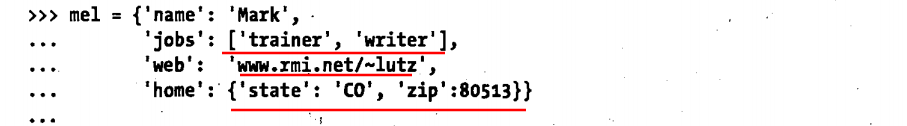 >>> mel = {'name': 'Mark',
...        'jobs': ['trainer', 'writer'],
...        'web':  'www.rmi.net/~lutz',
...        'home': {'state': 'CO', 'zip':80513}}
...